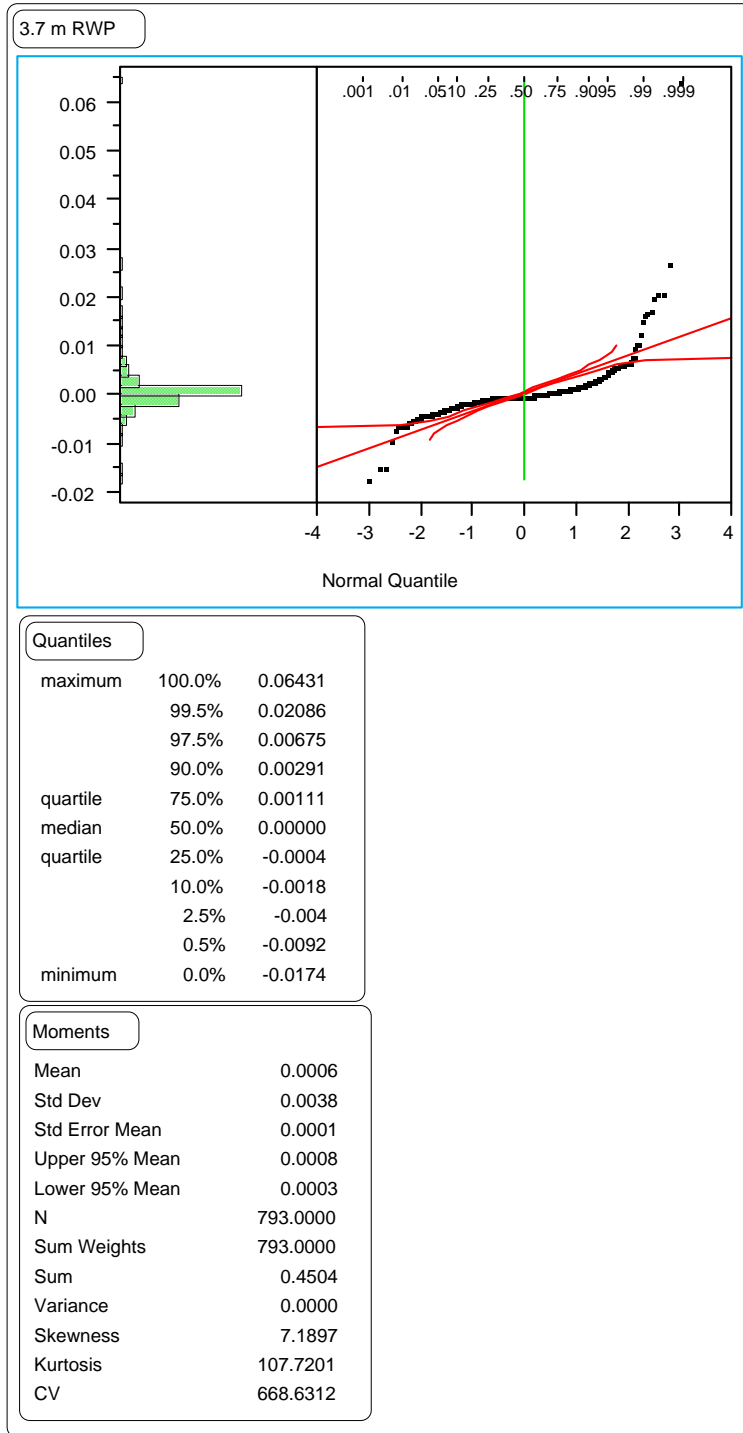 3.7 m RWP
.001 .01 .05.10 .25 .50 .75 .90.95 .99 .999
0.06
0.05
0.04
0.03
0.02
0.01
0.00
-0.01
-0.02
-4 -3 -2 -1 0 1 2 3 4
Normal Quantile
Quantiles
maximum 100.0% 0.06431
99.5% 0.02086
97.5% 0.00675
90.0% 0.00291
quartile 75.0% 0.00111
median 50.0% 0.00000
quartile 25.0% -0.0004
10.0% -0.0018
2.5% -0.004
0.5% -0.0092
minimum 0.0% -0.0174
Moments
Mean 0.0006
Std Dev 0.0038
Std Error Mean 0.0001
Upper 95% Mean 0.0008
Lower 95% Mean 0.0003
N 793.0000
Sum Weights 793.0000
Sum 0.4504
Variance 0.0000
Skewness 7.1897
Kurtosis 107.7201
CV 668.6312